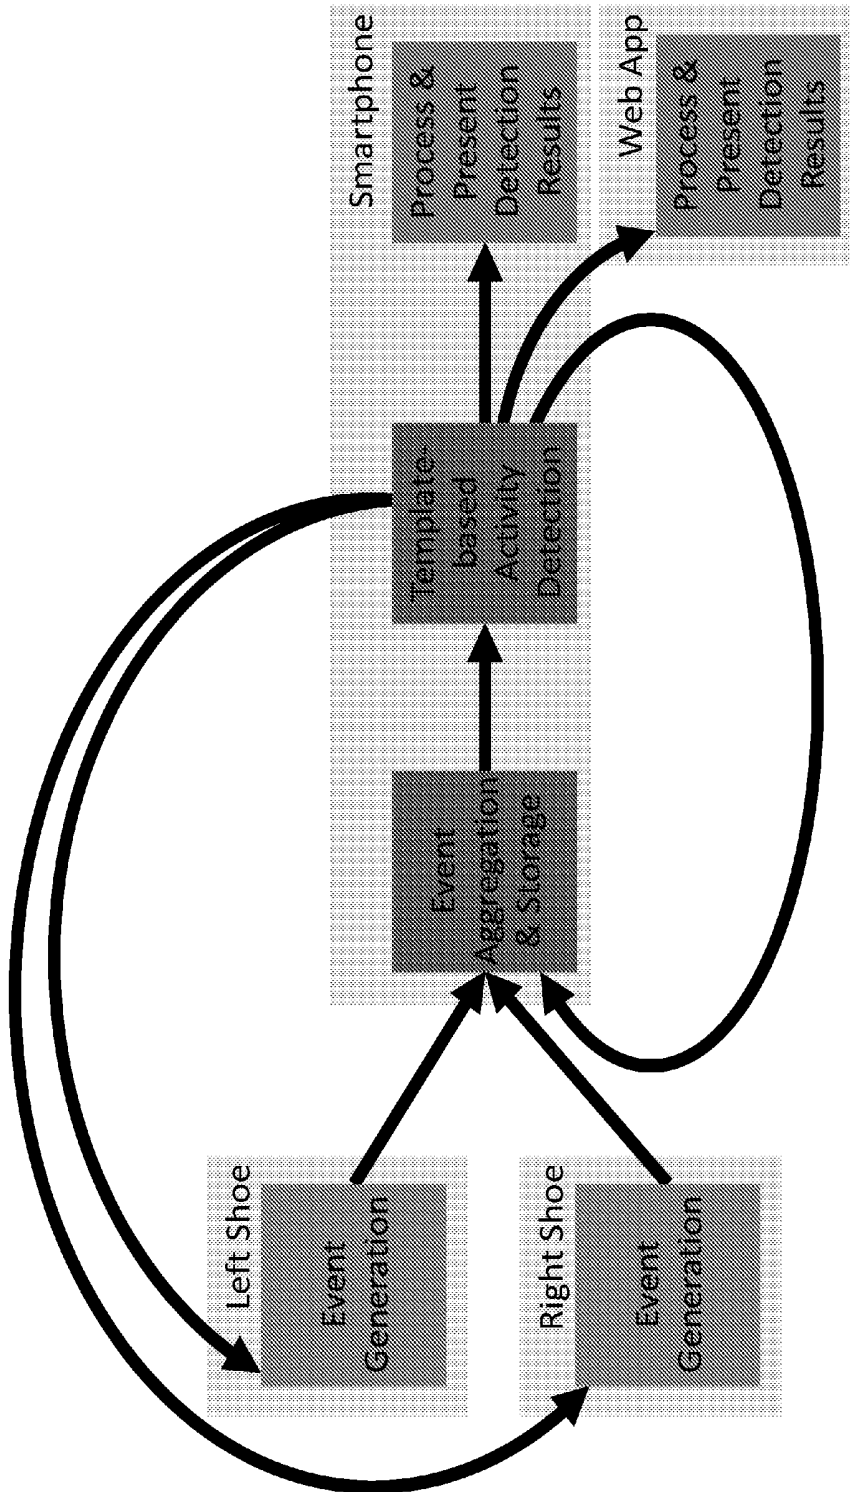 Left Shoe
Event
Generation
Right Shoe
Event
Generation
Event
Aggregation
& Storage
Template-
based
Activity
Detection
Smartphone
Process &
Present
Detection
Results
Web App
Process &
Present
Detection
Results